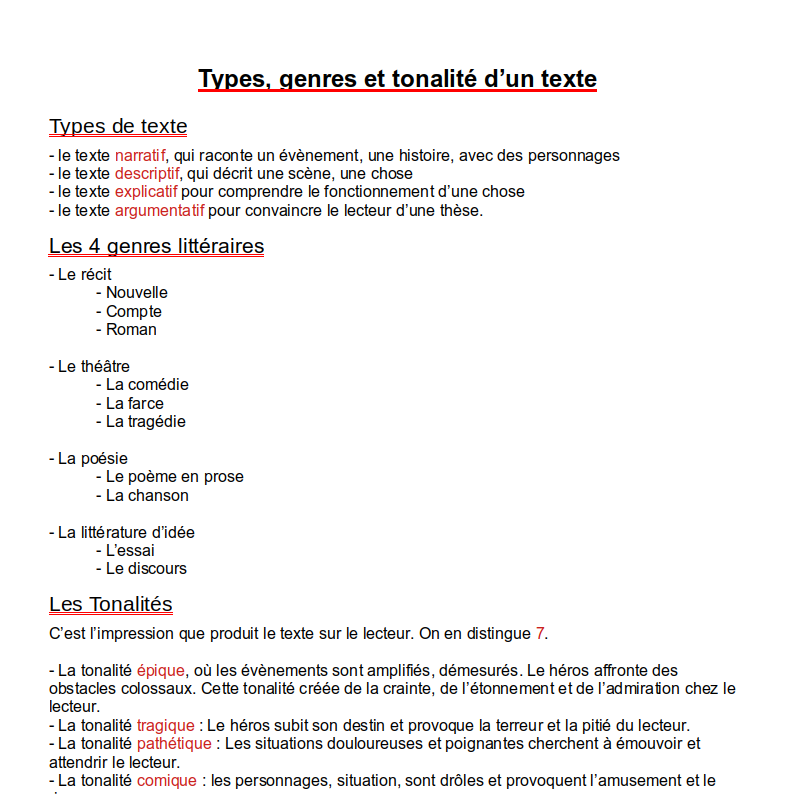 Types, genres et tonalité d’un texte
Types de texte
- le texte narratif, qui raconte un évènement, une histoire, avec des personnages
- le texte descriptif, qui décrit une scène, une chose
- le texte explicatif pour comprendre le fonctionnement d’une chose
- le texte argumentatif pour convaincre le lecteur d’une thèse.
Les 4 genres littéraires
- Le récit
- Nouvelle
- Compte
- Roman
- Le théâtre
- La comédie
- La farce
- La tragédie
- La poésie
- Le poème en prose
- La chanson
- La littérature d’idée
- L’essai
- Le discours
Les Tonalités
C’est l’impression que produit le texte sur le lecteur. On en distingue 7.
- La tonalité épique, où les évènements sont amplifiés, démesurés. Le héros affronte des
obstacles colossaux. Cette tonalité créée de la crainte, de l’étonnement et de l’admiration chez le
lecteur.
- La tonalité tragique : Le héros subit son destin et provoque la terreur et la pitié du lecteur.
- La tonalité pathétique : Les situations douloureuses et poignantes cherchent à émouvoir et
attendrir le lecteur.
- La tonalité comique : les personnages, situation, sont drôles et provoquent l’amusement et le